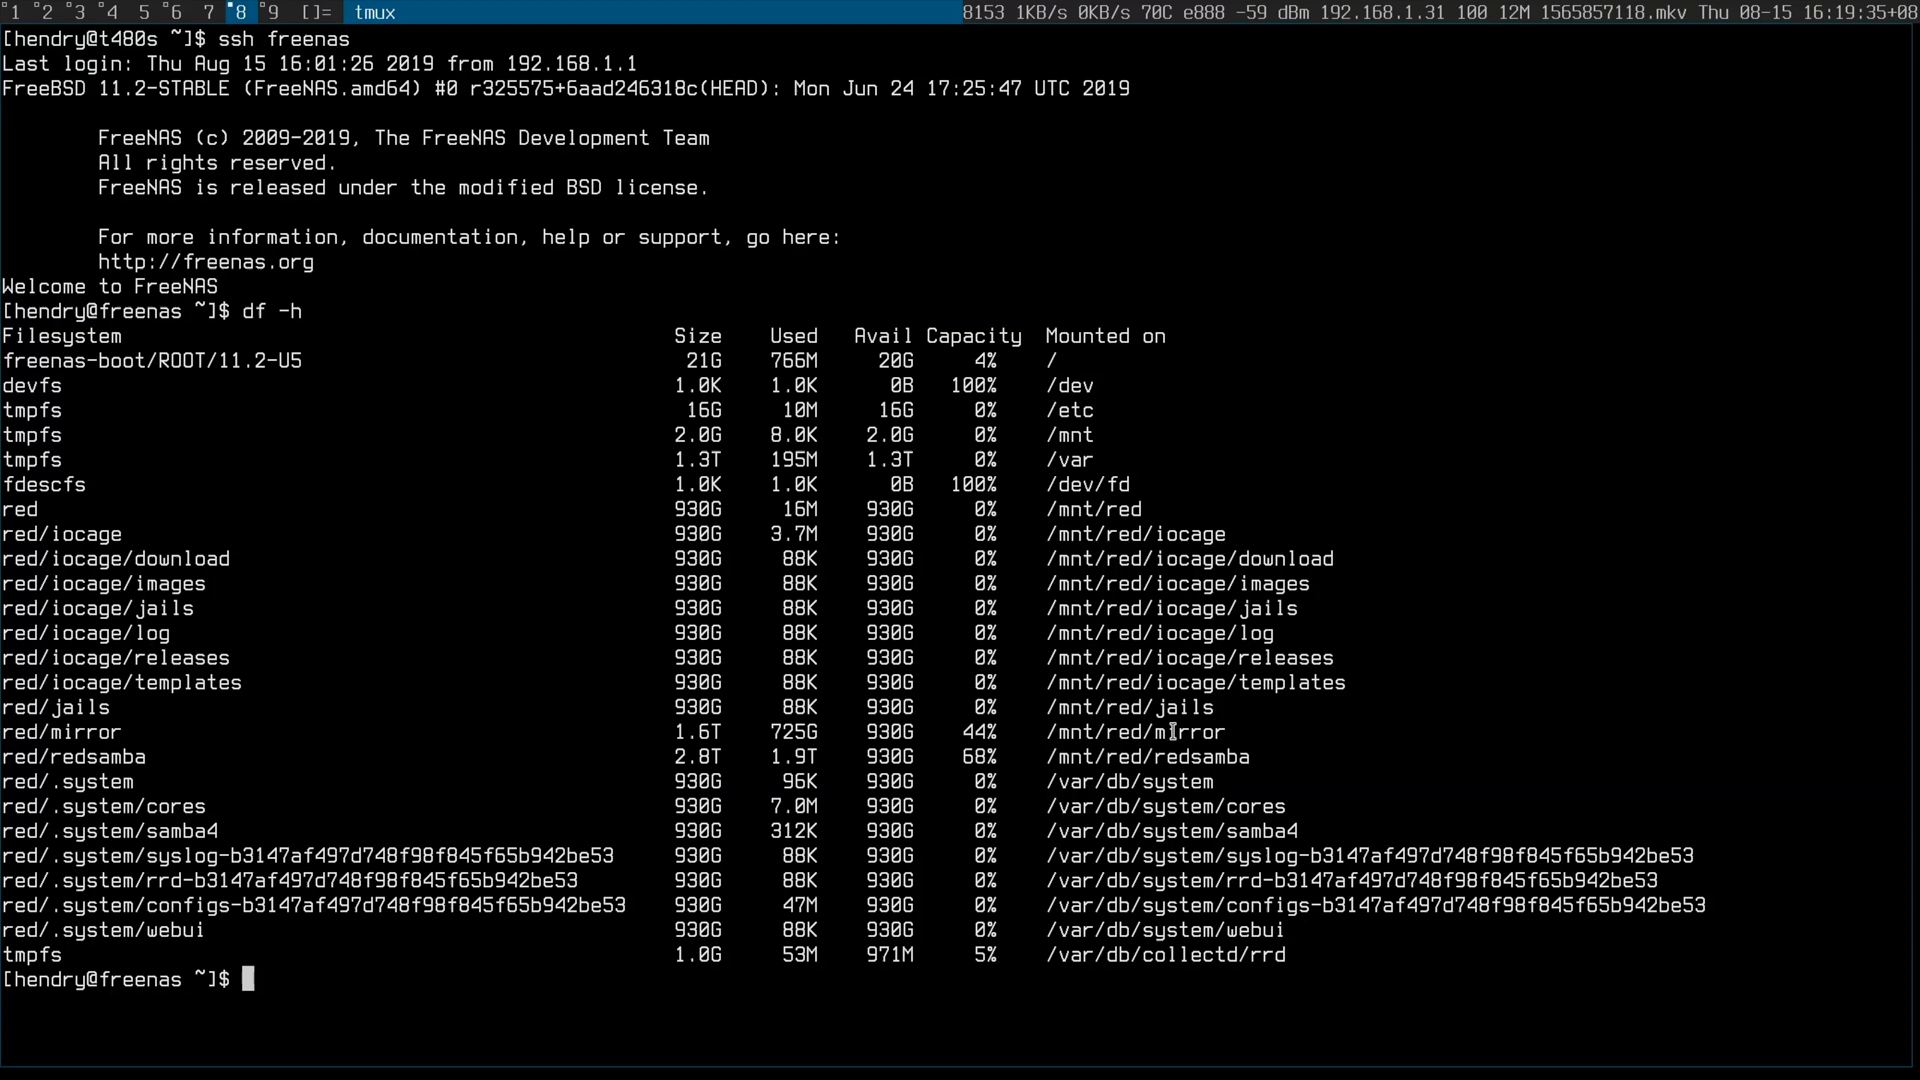 1 2 3 4 5 6 7 8 9 []= tmux 8153 1KB/s 0KB/s 70C e888 -59 dBm 192.168.1.31 100 12M 1565857118.mkv Thu 08-15 16:19:35+08
[hendry@t480s ~]$ ssh freenas
Last login: Thu Aug 15 16:01:26 2019 from 192.168.1.1
FreeBSD 11.2-STABLE (FreeNAS.amd64) #0 r325575+6aad246318c(HEAD): Mon Jun 24 17:25:47 UTC 2019
FreeNAS (c) 2009-2019, The FreeNAS Development Team
All rights reserved.
FreeNAS is released under the modified BSD license.
For more information, documentation, help or support, go here:
http://freenas.org
Welcome to FreeNAS
[hendry@freenas ~]$ df -h
Filesystem Size Used Avail Capacity Mounted on
freenas-boot/ROOT/11.2-U5 21G 766M 20G 4% /
devfs 1.0K 1.0K 0B 100% /dev
tmpfs 16G 10M 16G 0% /etc
tmpfs 2.0G 8.0K 2.0G 0% /mnt
tmpfs 1.3T 195M 1.3T 0% /var
fdescfs 1.0K 1.0K 0B 100% /dev/fd
red 930G 16M 930G 0% /mnt/red
red/iocage 930G 3.7M 930G 0% /mnt/red/iocage
red/iocage/download 930G 88K 930G 0% /mnt/red/iocage/download
red/iocage/images 930G 88K 930G 0% /mnt/red/iocage/images
red/iocage/jails 930G 88K 930G 0% /mnt/red/iocage/jails
red/iocage/log 930G 88K 930G 0% /mnt/red/iocage/log
red/iocage/releases 930G 88K 930G 0% /mnt/red/iocage/releases
red/iocage/templates 930G 88K 930G 0% /mnt/red/iocage/templates
red/jails 930G 88K 930G 0% /mnt/red/jails
red/mirror 1.6T 725G 930G 44% /mnt/red/mirror
red/redsamba 2.8T 1.9T 930G 68% /mnt/red/redsamba
red/.system 930G 96K 930G 0% /var/db/system
red/.system/cores 930G 7.0M 930G 0% /var/db/system/cores
red/.system/samba4 930G 312K 930G 0% /var/db/system/samba4
red/.system/syslog-b3147af497d748f98f845f65b942be53 930G 88K 930G 0% /var/db/system/syslog-b3147af497d748f98f845f65b942be53
red/.system/rrd-b3147af497d748f98f845f65b942be53 930G 88K 930G 0% /var/db/system/rrd-b3147af497d748f98f845f65b942be53
red/.system/configs-b3147af497d748f98f845f65b942be53 930G 47M 930G 0% /var/db/system/configs-b3147af497d748f98f845f65b942be53
red/.system/webui 930G 88K 930G 0% /var/db/system/webui
tmpfs 1.0G 53M 971M 5% /var/db/collectd/rrd
[hendry@freenas ~]$